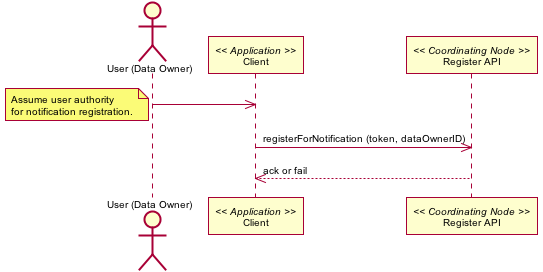 User (Data Owner)
<< Application >>
Client
<< Coordinating Node >>
Register API
Assume user authority
for notification registration.
registerForNotification (token, dataOwnerID)
ack or fail
User (Data Owner)
<< Application >>
Client
<< Coordinating Node >>
Register API